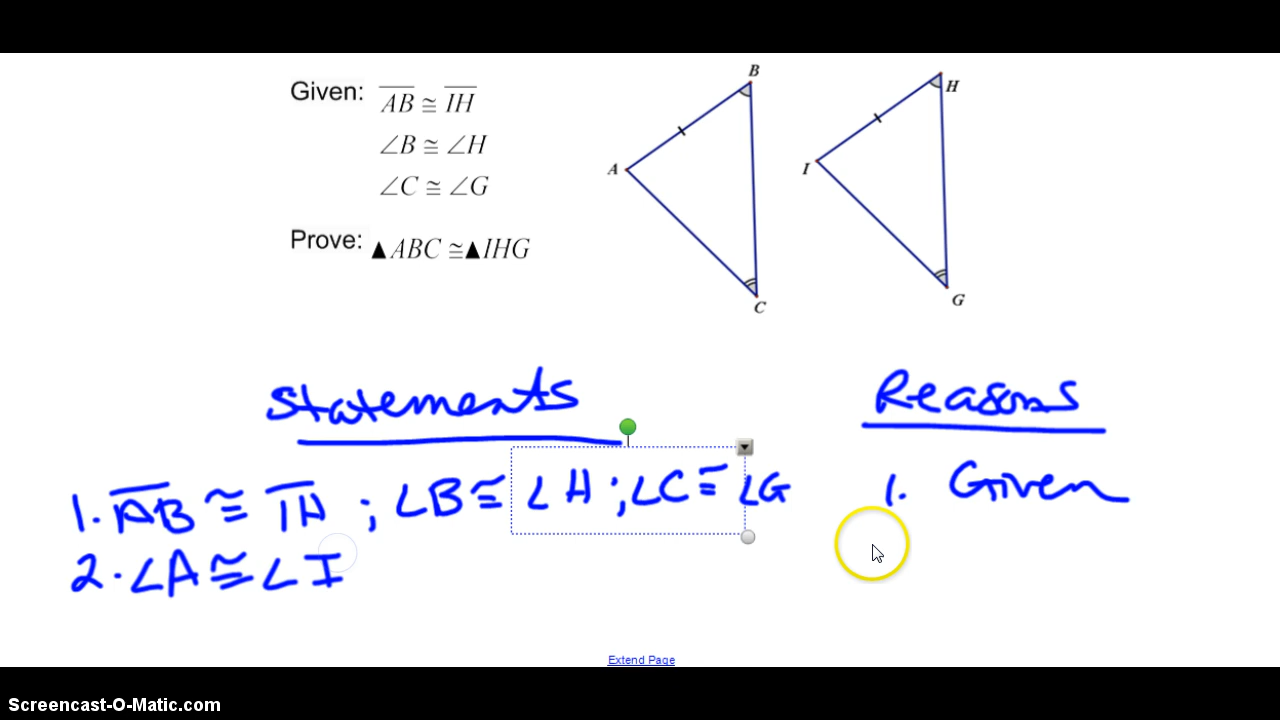 Given: AB ≅ IH
∠B ≅ ∠H
∠C ≅ ∠G
Prove: ▲ABC ≅ ▲IHG
B
A
C
H
I
G
Statements
Reasons
1. AB ≅ IH ; ∠B ≅ ∠H ; ∠C ≅ ∠G
1. Given
2. ∠A ≅ ∠I
Extend Page
Screencast-O-Matic.com